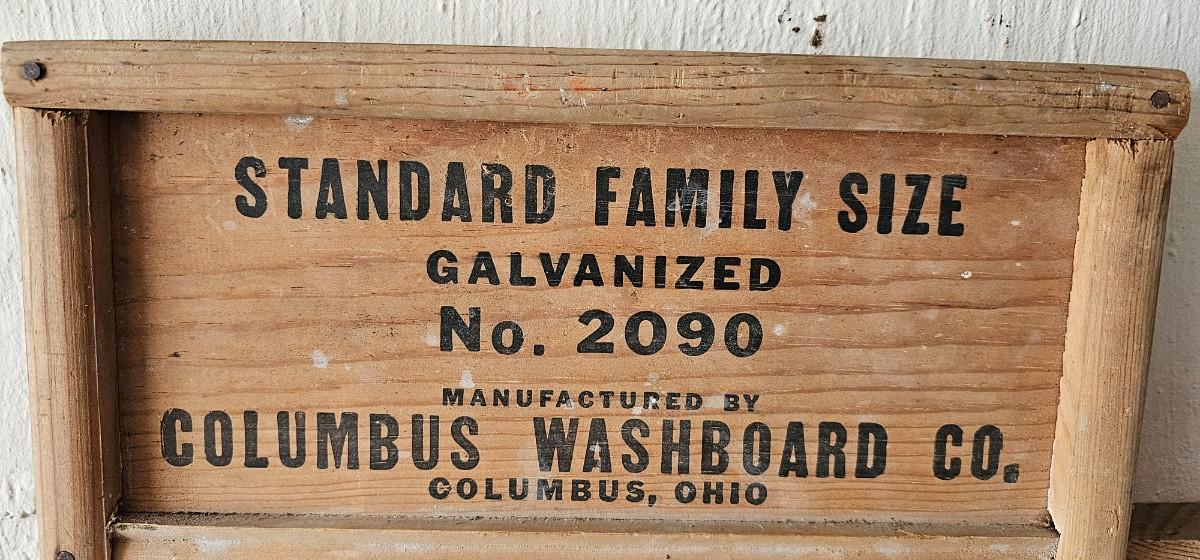 STANDARD FAMILY SIZE
GALVANIZED
No. 2090
MANUFACTURED BY
COLUMBUS WASHBOARD CO.
COLUMBUS, OHIO